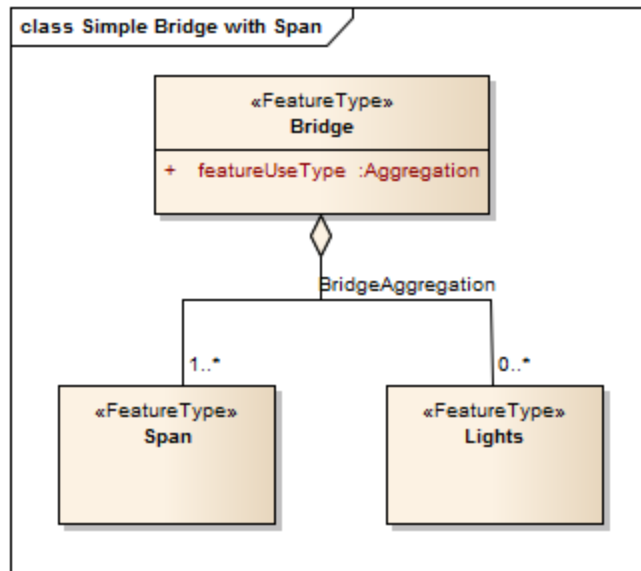 class Simple Bridge with Span
«FeatureType»
Bridge
+ featureUseType :Aggregation
BridgeAggregation
1..*
0..*
«FeatureType»
Span
«FeatureType»
Lights